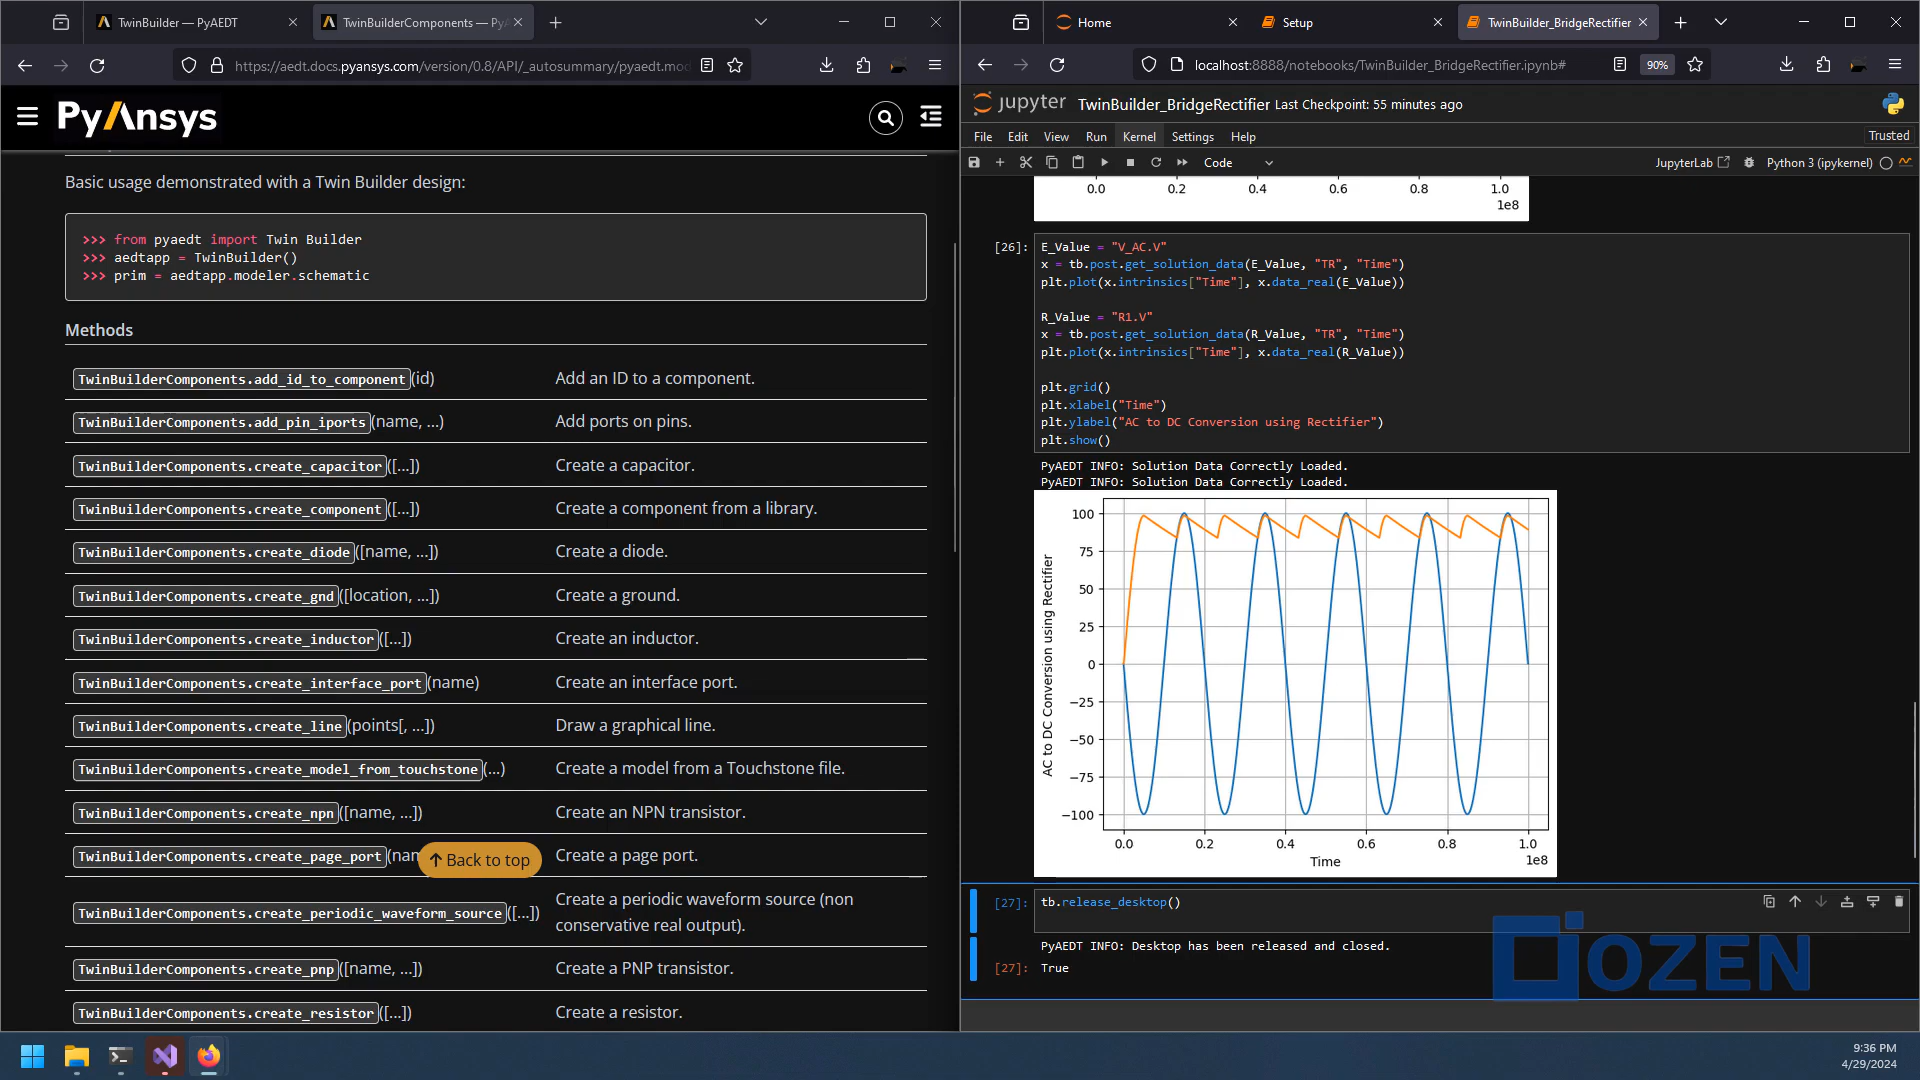 TwinBuilder — PyAEDT
TwinBuilderComponents — Py
https://aedt.docs.pyansys.com/version/0.8/API/_autosummary/pyaedt.mod
PyAnsys
Basic usage demonstrated with a Twin Builder design:
>>> from pyaedt import Twin Builder
>>> aedtapp = TwinBuilder()
>>> prim = aedtapp.modeler.schematic
Methods
TwinBuilderComponents.add_id_to_component(id) Add an ID to a component.
TwinBuilderComponents.add_pin_iports(name, ...) Add ports on pins.
TwinBuilderComponents.create_capacitor([...]) Create a capacitor.
TwinBuilderComponents.create_component([...]) Create a component from a library.
TwinBuilderComponents.create_diode([name, ...]) Create a diode.
TwinBuilderComponents.create_gnd([location, ...]) Create a ground.
TwinBuilderComponents.create_inductor([...]) Create an inductor.
TwinBuilderComponents.create_interface_port(name) Create an interface port.
TwinBuilderComponents.create_line(points[, ...]) Draw a graphical line.
TwinBuilderComponents.create_model_from_touchstone(...) Create a model from a Touchstone file.
TwinBuilderComponents.create_npn([name, ...]) Create an NPN transistor.
TwinBuilderComponents.create_page_port(nam Create a page port.
Back to top
TwinBuilderComponents.create_periodic_waveform_source([...]) Create a periodic waveform source (non
conservative real output).
TwinBuilderComponents.create_pnp([name, ...]) Create a PNP transistor.
TwinBuilderComponents.create_resistor([...]) Create a resistor.
Home
Setup
TwinBuilder_BridgeRectifier
localhost:8888/notebooks/TwinBuilder_BridgeRectifier.ipynb#
90%
jupyter TwinBuilder_BridgeRectifier Last Checkpoint: 55 minutes ago
File Edit View Run Kernel Settings Help Trusted
Code JupyterLab Python 3 (ipykernel)
0.0 0.2 0.4 0.6 0.8 1.0
1e8
[26]: E_Value = "V_AC.V"
x = tb.post.get_solution_data(E_Value, "TR", "Time")
plt.plot(x.intrinsics["Time"], x.data_real(E_Value))
R_Value = "R1.V"
x = tb.post.get_solution_data(R_Value, "TR", "Time")
plt.plot(x.intrinsics["Time"], x.data_real(R_Value))
plt.grid()
plt.xlabel("Time")
plt.ylabel("AC to DC Conversion using Rectifier")
plt.show()
PyAEDT INFO: Solution Data Correctly Loaded.
PyAEDT INFO: Solution Data Correctly Loaded.
100
75
50
25
0
−25
−50
−75
−100
AC to DC Conversion using Rectifier
0.0 0.2 0.4 0.6 0.8 1.0
Time
1e8
[27]: tb.release_desktop()
PyAEDT INFO: Desktop has been released and closed.
[27]: True
OZEN
9:36 PM
4/29/2024